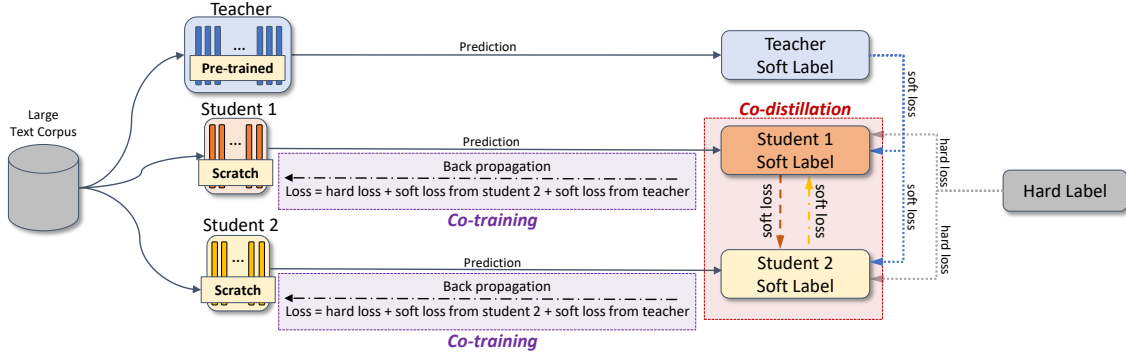 Teacher
...
Pre-trained
Prediction
Teacher
Soft Label
soft loss
Large
Text Corpus
Student 1
...
Scratch
Prediction
Back propagation
Loss = hard loss + soft loss from student 2 + soft loss from teacher
Co-training
Co-distillation
Student 1
Soft Label
soft loss
soft loss
hard loss
soft loss
hard loss
Hard Label
Student 2
...
Scratch
Prediction
Back propagation
Loss = hard loss + soft loss from student 2 + soft loss from teacher
Co-training
Student 2
Soft Label